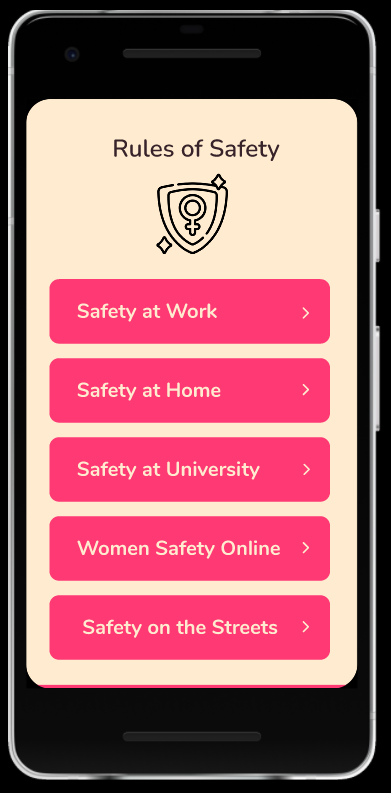 Rules of Safety
Safety at Work
Safety at Home
Safety at University
Women Safety Online
Safety on the Streets